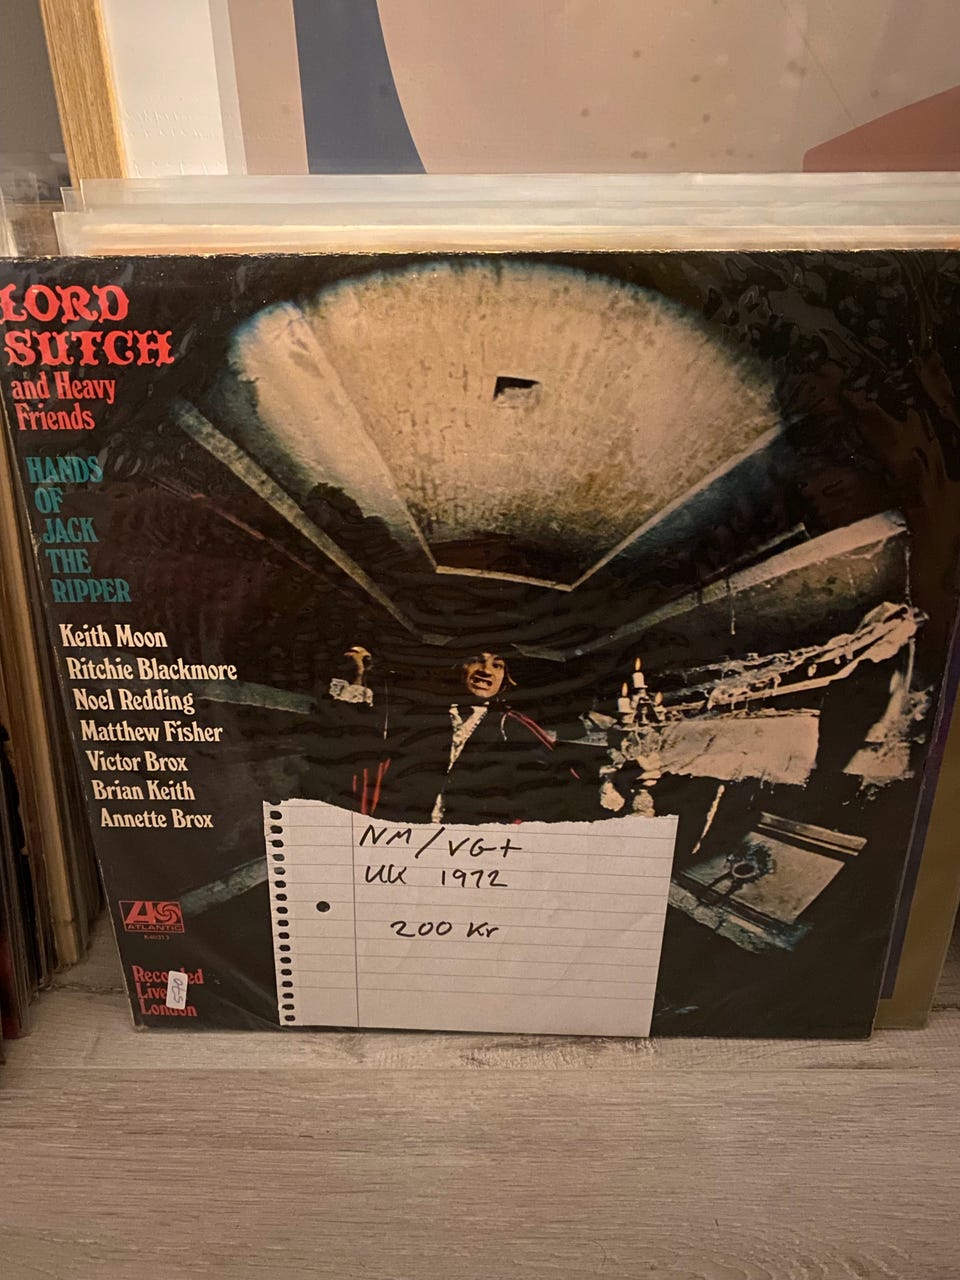 LORD
SUTCH
and Heavy
Friends
HANDS
OF
JACK
THE
RIPPER
Keith Moon
Ritchie Blackmore
Noel Redding
Matthew Fisher
Victor Brox
Brian Keith
Annette Brox
ATLANTIC
K40313
Recorded
Live
London
NM/VG+
UK 1972
200 Kr